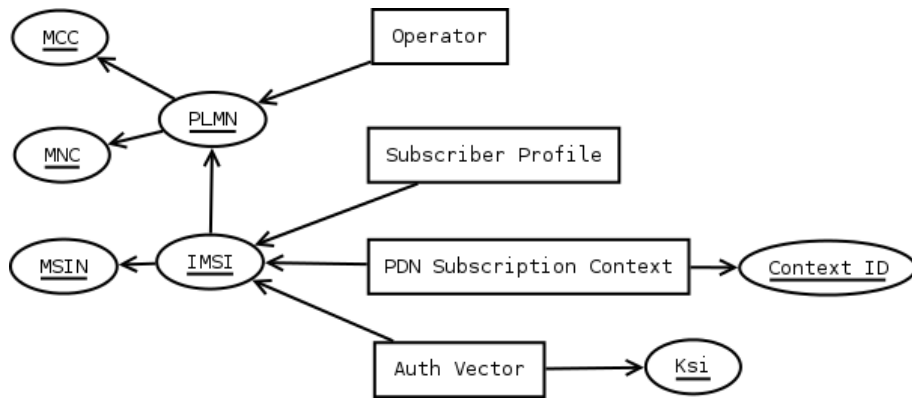 MCC
Operator
PLMN
MNC
Subscriber Profile
MSIN
IMSI
PDN Subscription Context
Context ID
Auth Vector
Ksi